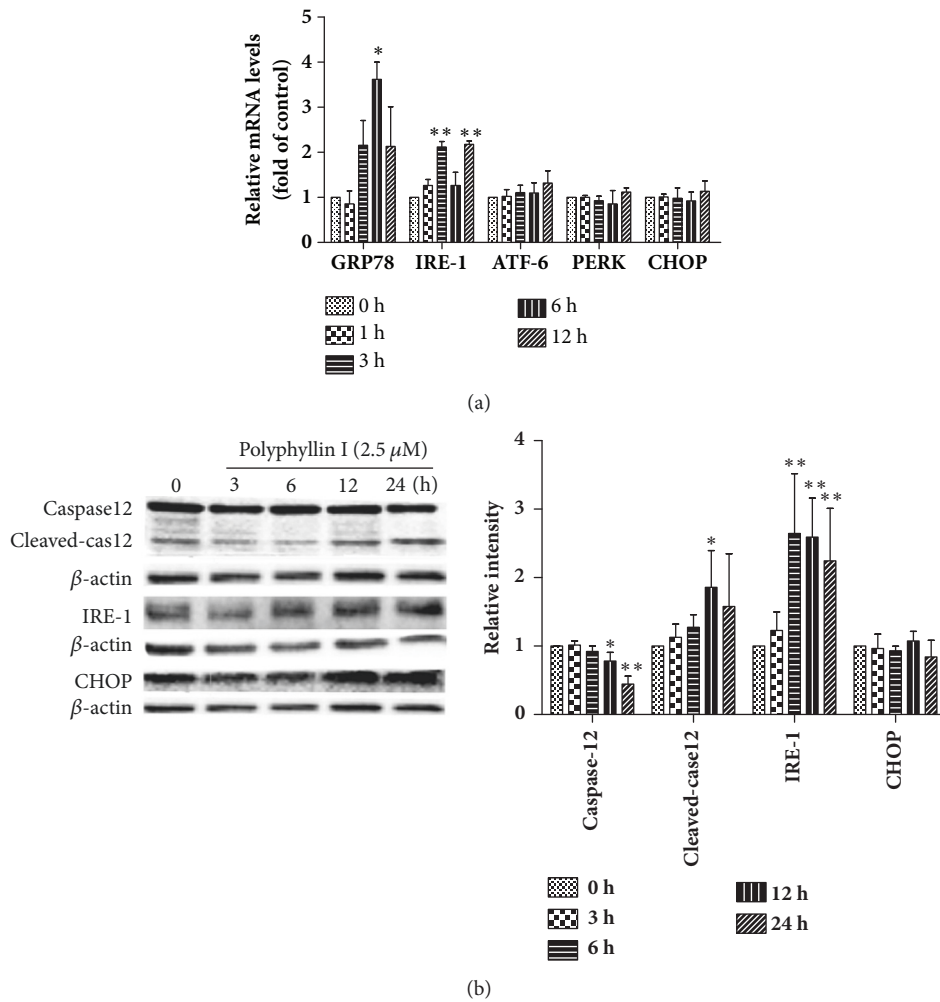 Relative mRNA levels
(fold of control)
5
4
3
2
1
0
*
**
**
GRP78 IRE-1 ATF-6 PERK CHOP
0 h
1 h
3 h
6 h
12 h
(a)
Polyphyllin I (2.5 μM)
0 3 6 12 24 (h)
Caspase12
Cleaved-cas12
β-actin
IRE-1
β-actin
CHOP
β-actin
Relative intensity
4
3
2
1
0
*
**
*
**
**
**
Caspase-12
Cleaved-case12
IRE-1
CHOP
0 h
3 h
6 h
12 h
24 h
(b)